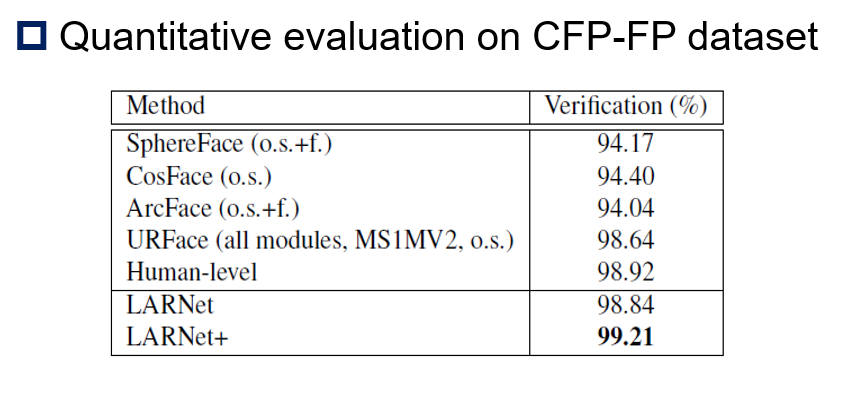 Quantitative evaluation on CFP-FP dataset
Method Verification (%)
SphereFace (o.s.+f.) 94.17
CosFace (o.s.) 94.40
ArcFace (o.s.+f.) 94.04
URFace (all modules, MS1MV2, o.s.) 98.64
Human-level 98.92
LARNet 98.84
LARNet+ 99.21